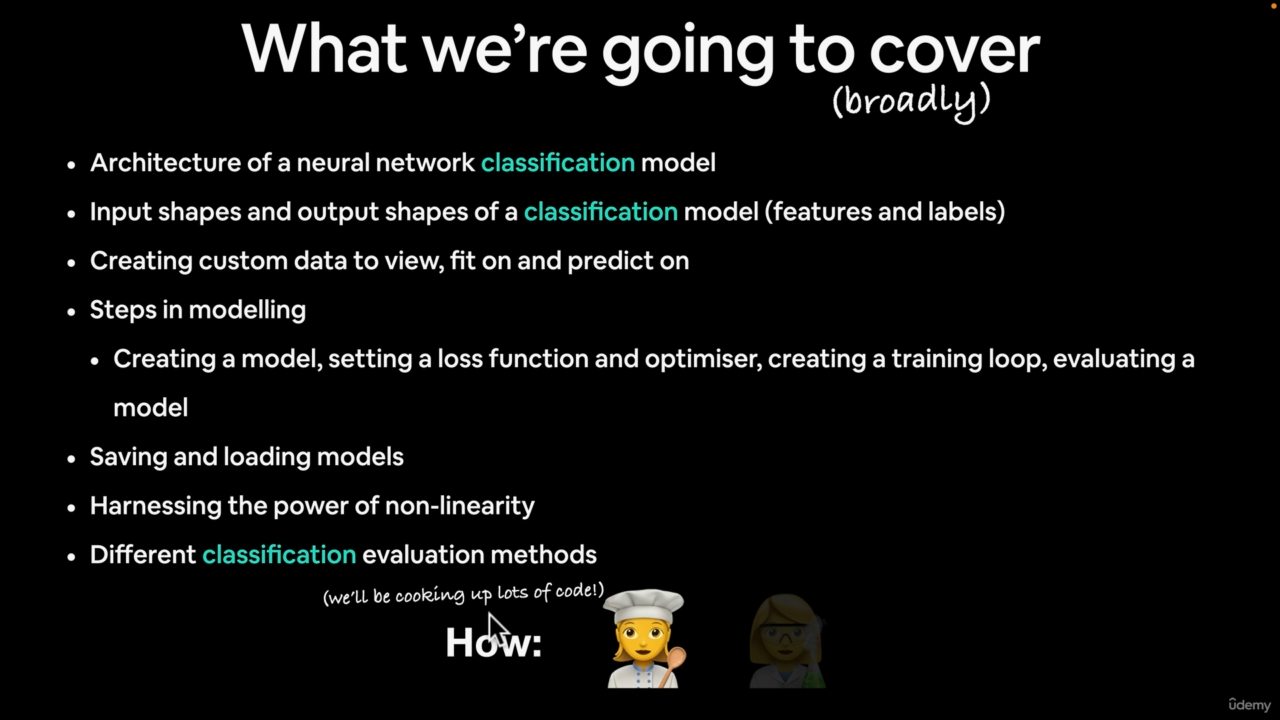 What we're going to cover
(broadly)
• Architecture of a neural network classification model
• Input shapes and output shapes of a classification model (features and labels)
• Creating custom data to view, fit on and predict on
• Steps in modelling
• Creating a model, setting a loss function and optimiser, creating a training loop, evaluating a
model
• Saving and loading models
• Harnessing the power of non-linearity
• Different classification evaluation methods
(we'll be cooking up lots of code!)
How:
ûdemy